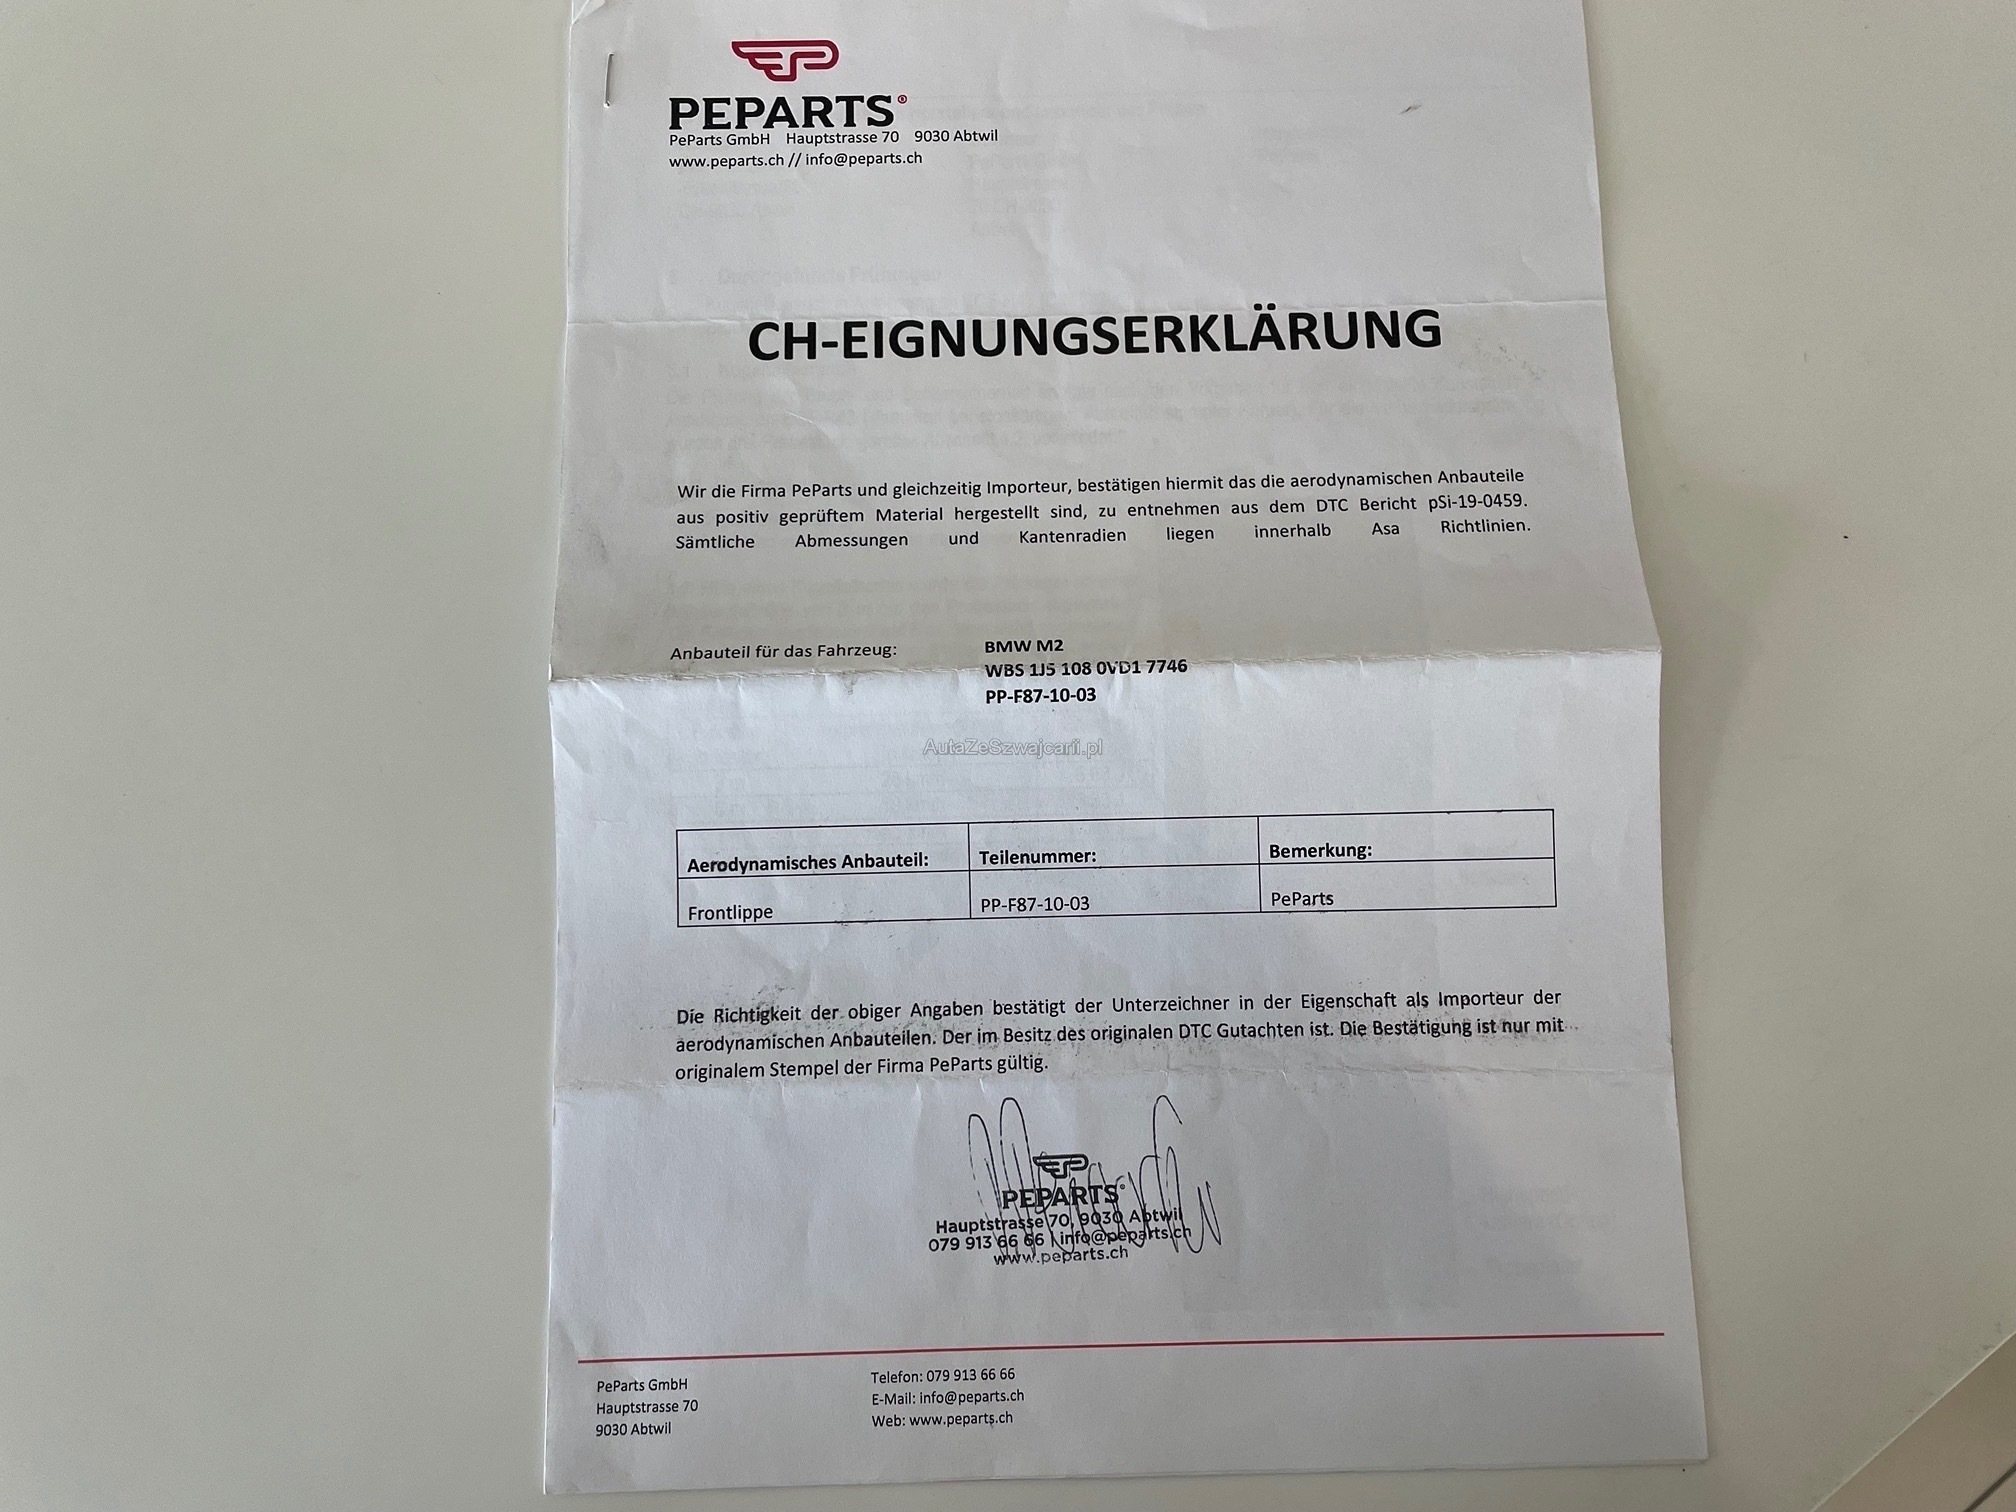 PEPARTS®
PeParts GmbH Hauptstrasse 70 9030 Abtwil
www.peparts.ch // info@peparts.ch
CH-EIGNUNGSERKLÄRUNG
Wir die Firma PeParts und gleichzeitig Importeur, bestätigen hiermit das die aerodynamischen Anbauteile
aus positiv geprüftem Material hergestellt sind, zu entnehmen aus dem DTC Bericht pSi-19-0459.
Sämtliche Abmessungen und Kantenradien liegen innerhalb Asa Richtlinien.
Anbauteil für das Fahrzeug: BMW M2
WBS 1J5 108 0VD1 7746
PP-F87-10-03
AutaZeSzwajcarii.pl
Aerodynamisches Anbauteil: Teilenummer: Bemerkung:
Frontlippe PP-F87-10-03 PeParts
Die Richtigkeit der obiger Angaben bestätigt der Unterzeichner in der Eigenschaft als Importeur der
aerodynamischen Anbauteilen. Der im Besitz des originalen DTC Gutachten ist. Die Bestätigung ist nur mit
originalem Stempel der Firma PeParts gültig.
PEPARTS®
Hauptstrasse 70, 9030 Abtwil
079 913 66 66 | info@peparts.ch
www.peparts.ch
PeParts GmbH
Hauptstrasse 70
9030 Abtwil
Telefon: 079 913 66 66
E-Mail: info@peparts.ch
Web: www.peparts.ch